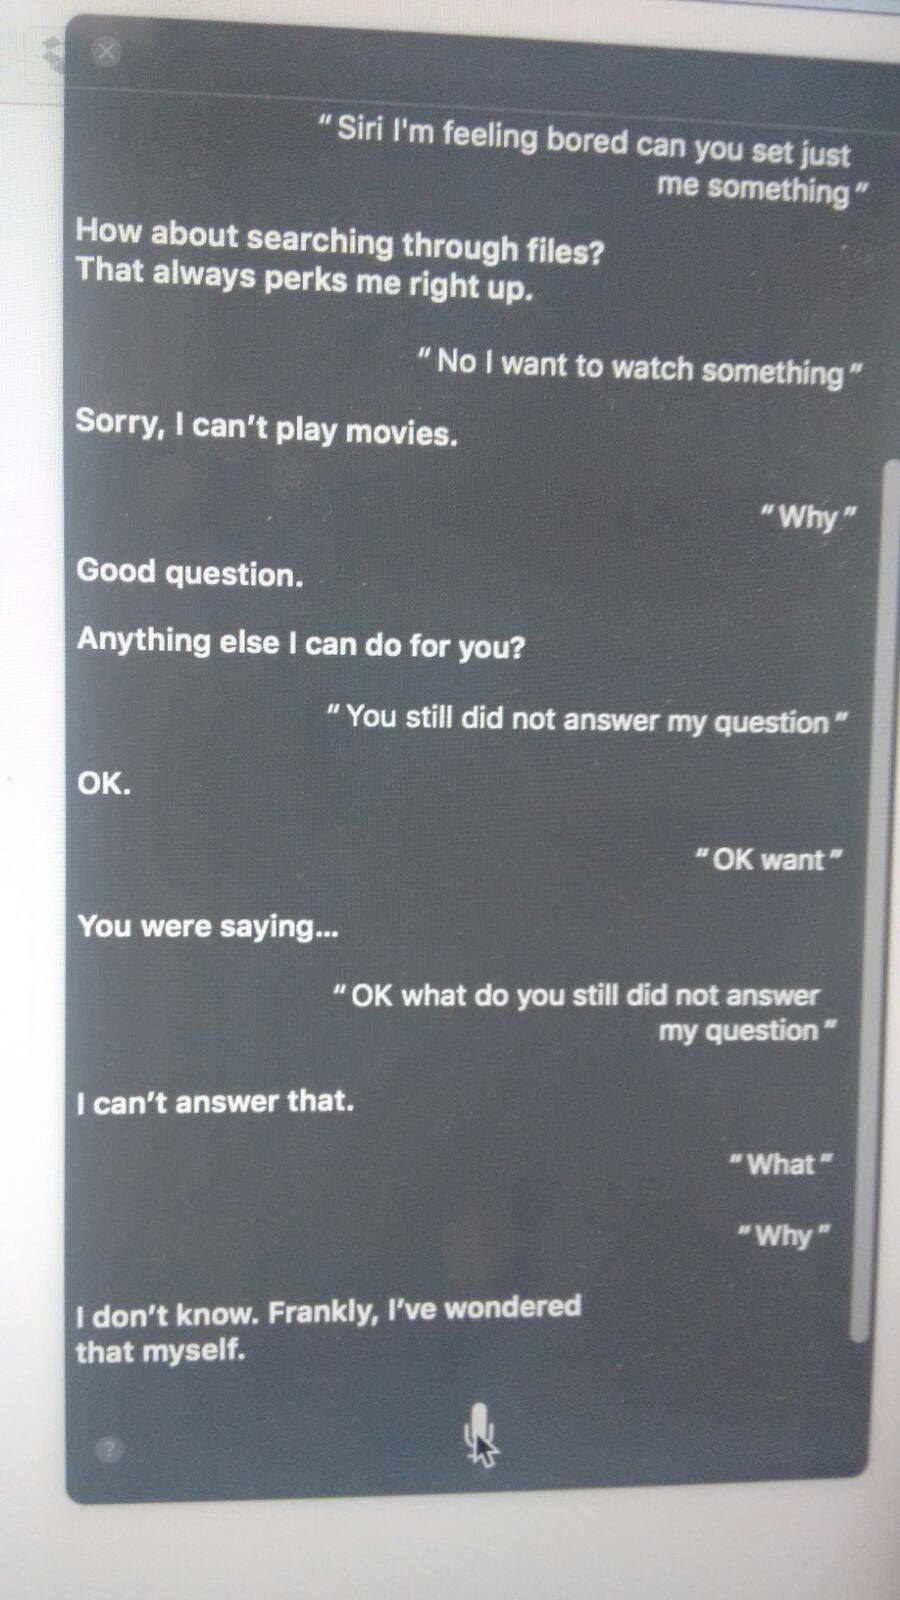 "Siri I'm feeling bored can you set just
me something"
How about searching through files?
That always perks me right up.
"No I want to watch something"
Sorry, I can't play movies.
"Why"
Good question.
Anything else I can do for you?
"You still did not answer my question"
OK.
"OK want"
You were saying...
"OK what do you still did not answer
my question"
I can't answer that.
"What"
"Why"
I don't know. Frankly, I've wondered
that myself.
?